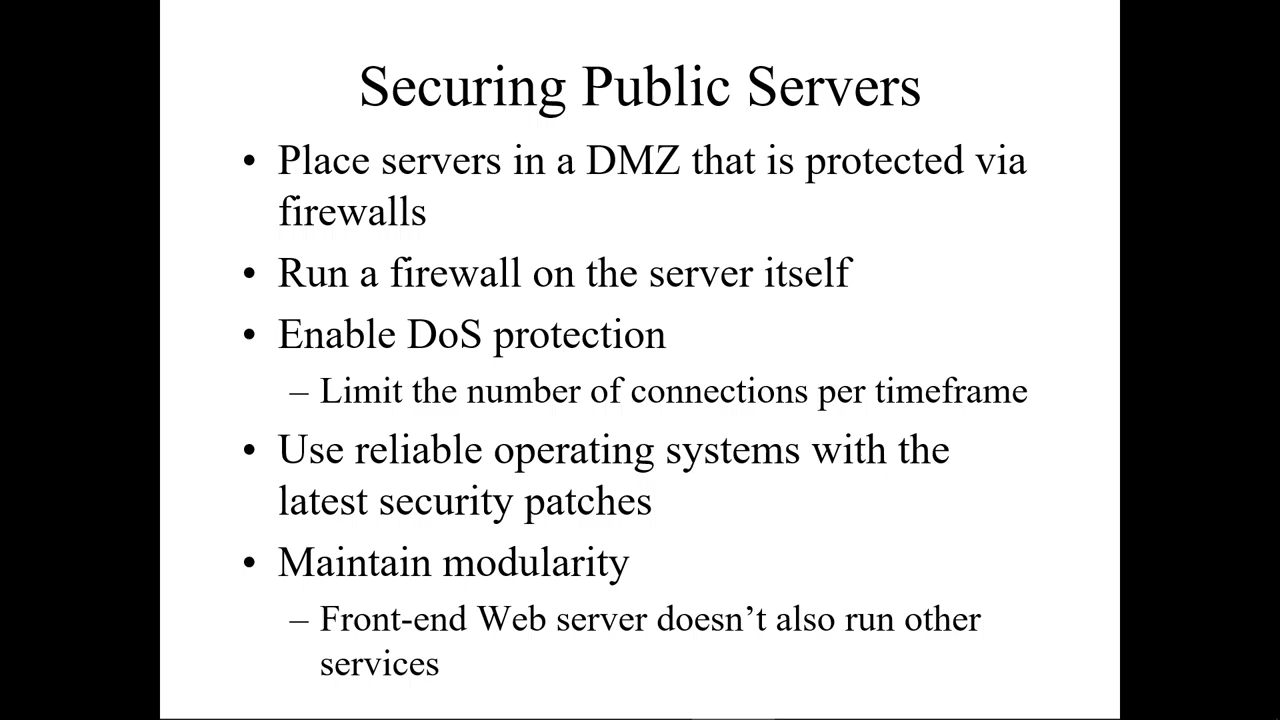 Securing Public Servers
• Place servers in a DMZ that is protected via
firewalls
• Run a firewall on the server itself
• Enable DoS protection
– Limit the number of connections per timeframe
• Use reliable operating systems with the
latest security patches
• Maintain modularity
– Front-end Web server doesn’t also run other
services